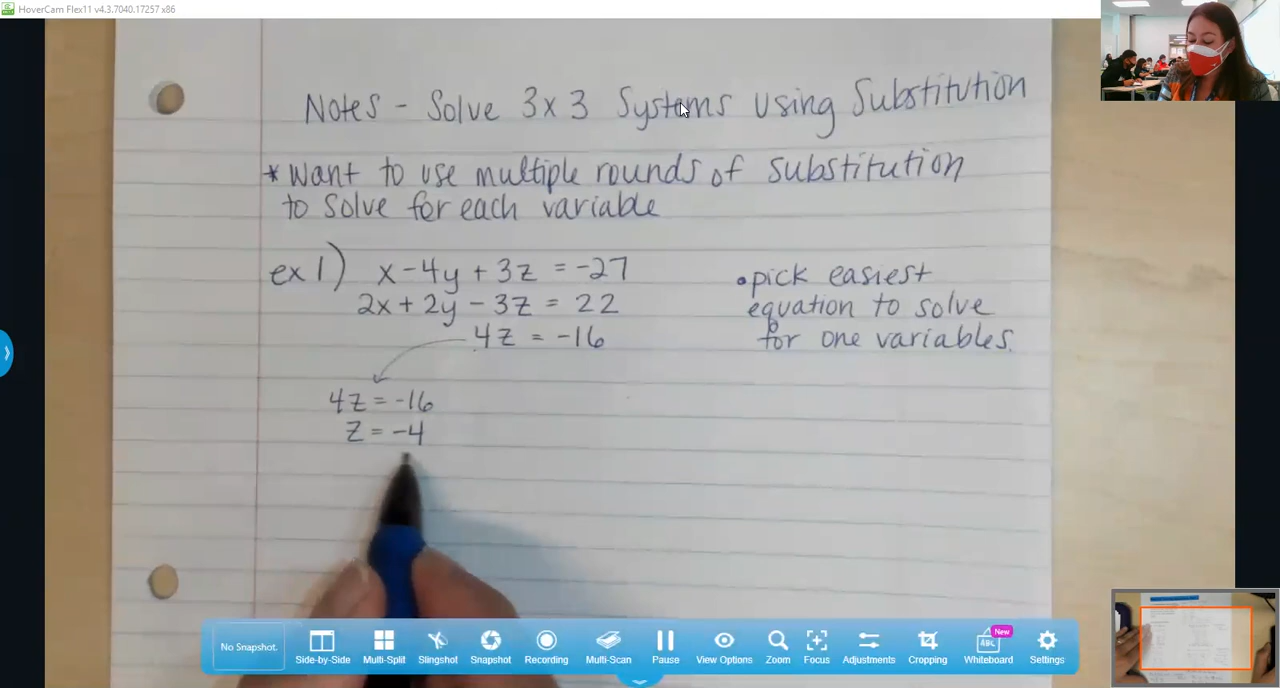 HoverCam Flex11 v4.3.7040.17257 x86
Notes - Solve 3x3 Systems Using Substitution
* Want to use multiple rounds of substitution
to solve for each variable
ex 1) x - 4y + 3z = -27
2x + 2y - 3z = 22
4z = -16
• pick easiest
equation to solve
for one variables.
4z = -16
z = -4
No Snapshot.
Side-by-Side
Multi-Split
Slingshot
Snapshot
Recording
Multi-Scan
Pause
View Options
Zoom
Focus
Adjustments
Cropping
ABC
New
Whiteboard
Settings